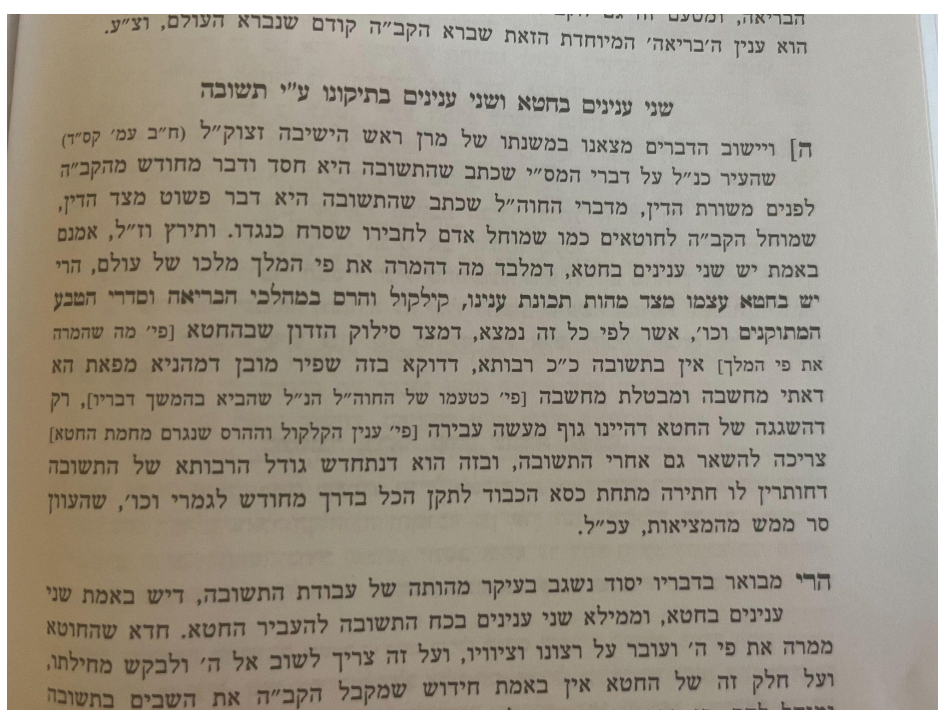 הבריאה, ומטעם זה גם
הוא ענין ה׳בריאה׳ המיוחדת הזאת שברא הקב״ה קודם שנברא העולם, וצ״ע.
שני ענינים בחטא ושני ענינים בתיקונו ע״י תשובה
ה] ויישוב הדברים מצאנו במשנתו של מרן ראש הישיבה זצוק״ל (ח״ב עמ׳ קס״ד)
שהעיר כנ״ל על דברי המס״י שכתב שהתשובה היא חסד ודבר מחודש מהקב״ה
לפנים משורת הדין, מדברי החוה״ל שכתב שהתשובה היא דבר פשוט מצד הדין,
שמוחל הקב״ה לחוטאים כמו שמוחל אדם לחבירו שסרח כנגדו. ותירץ וז״ל, אמנם
באמת יש שני ענינים בחטא, דמלבד מה דהמרה את פי המלך מלכו של עולם, הרי
יש בחטא עצמו מצד מהות תכונת ענינו, קילקול והרס במהלכי הבריאה וסדרי הטבע
המתוקנים וכו׳, אשר לפי כל זה נמצא, דמצד סילוק הזדון שבהחטא [פי׳ מה שהמרה
את פי המלך] אין בתשובה כ״כ רבותא, דדוקא בזה שפיר מובן דמהניא מפאת הא
דאתי מחשבה ומבטלת מחשבה [פי׳ כטעמו של החוה״ל הנ״ל שהביא בהמשך דבריו], רק
דהשגגה של החטא דהיינו גוף מעשה עבירה [פי׳ ענין הקלקול וההרס שנגרם מחמת החטא]
צריכה להשאר גם אחרי התשובה, ובזה הוא דנתחדש גודל הרבותא של התשובה
דחותרין לו חתירה מתחת כסא הכבוד לתקן הכל בדרך מחודש לגמרי וכו׳, שהעוון
סר ממש מהמציאות, עכ״ל.
הרי מבואר בדבריו יסוד נשגב בעיקר מהותה של עבודת התשובה, דיש באמת שני
ענינים בחטא, וממילא שני ענינים בכח התשובה להעביר החטא. חדא שהחוטא
ממרה את פי ה׳ ועובר על רצונו וציוויו, ועל זה צריך לשוב אל ה׳ ולבקש מחילתו,
ועל חלק זה של החטא אין באמת חידוש שמקבל הקב״ה את השבים בתשובה